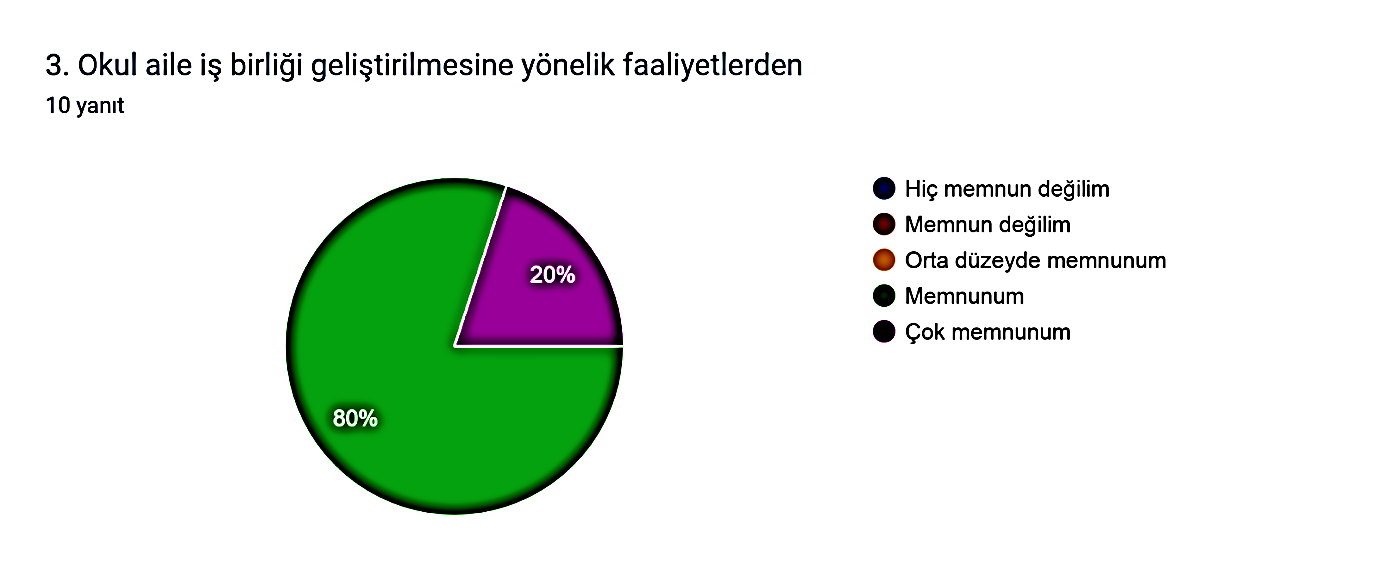 3. Okul aile iş birliği geliştirilmesine yönelik faaliyetlerden
10 yanıt
20%
80%
Hiç memnun değilim
Memnun değilim
Orta düzeyde memnunum
Memnunum
Çok memnunum